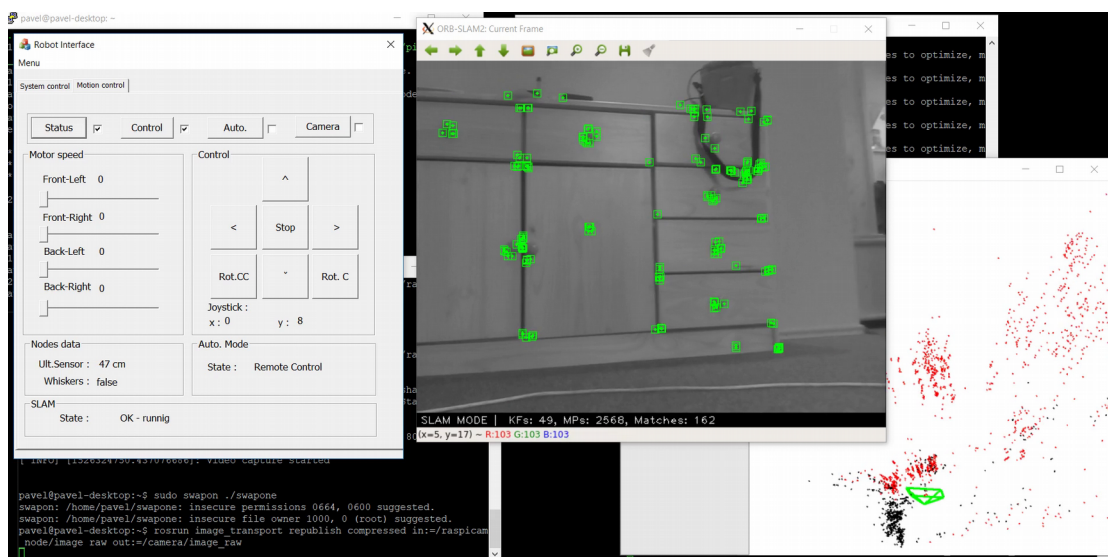 pavel@pavel-desktop: ~
Robot Interface
Menu
System control
Motion control
Status
Control
Auto.
Camera
Motor speed
Front-Left 0
Front-Right 0
Back-Left 0
Back-Right 0
Control
^
<
Stop
>
Rot.CC
ˇ
Rot. C
Joystick :
x : 0 y : 8
Nodes data
Ult.Sensor : 47 cm
Whiskers : false
Auto. Mode
State : Remote Control
SLAM
State : OK - runnig
ORB-SLAM2: Current Frame
SLAM MODE | KFs: 49, MPs: 2568, Matches: 162
(x=5, y=17) ~ R:103 G:103 B:103
es to optimize, m
es to optimize, m
es to optimize, m
es to optimize, m
es to optimize, m
[ INFO] [1526324750.437076686]: Video capture started
pavel@pavel-desktop:~$ sudo swapon ./swapone
swapon: /home/pavel/swapone: insecure permissions 0664, 0600 suggested.
swapon: /home/pavel/swapone: insecure file owner 1000, 0 (root) suggested.
pavel@pavel-desktop:~$ rosrun image_transport republish compressed in:=/raspicam
_node/image raw out:=/camera/image_raw